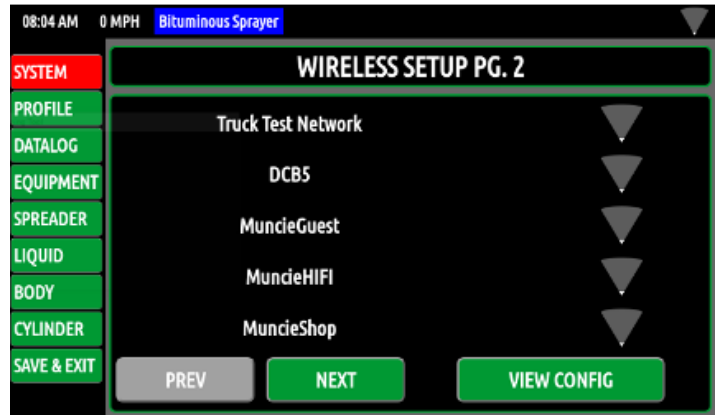 08:04 AM 0 MPH Bituminous Sprayer
WIRELESS SETUP PG. 2
SYSTEM
PROFILE
DATALOG
EQUIPMENT
SPREADER
LIQUID
BODY
CYLINDER
SAVE & EXIT
Truck Test Network
DCB5
MuncieGuest
MuncieHIFI
MuncieShop
PREV NEXT VIEW CONFIG